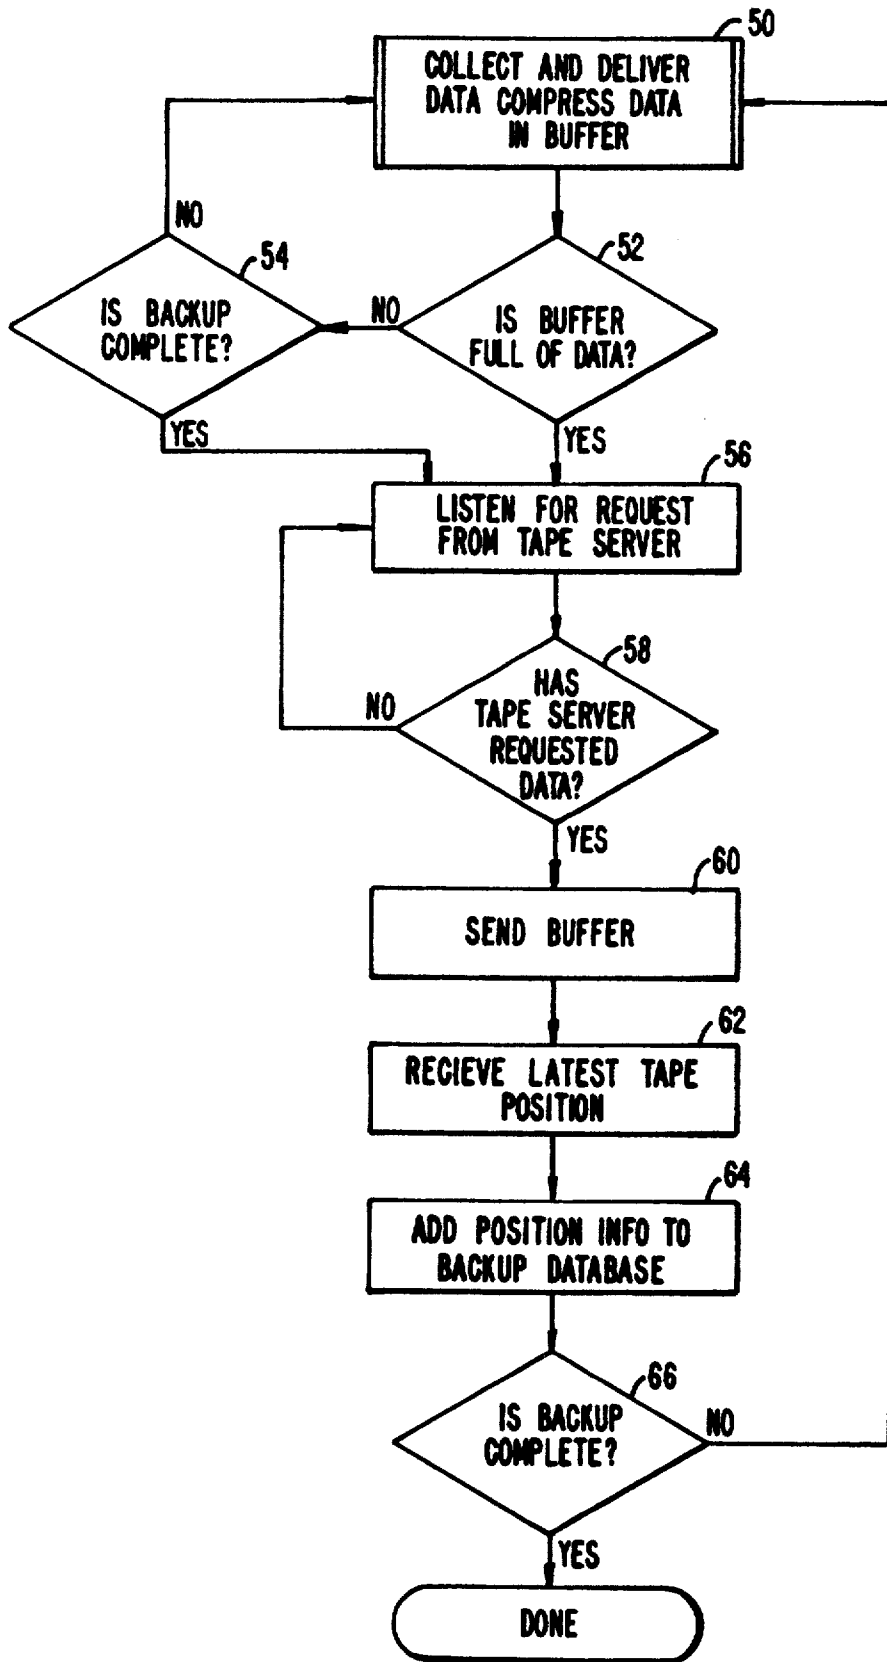 50
COLLECT AND DELIVER
DATA COMPRESS DATA
IN BUFFER
NO
54
52
IS BACKUP
COMPLETE?
NO
IS BUFFER
FULL OF DATA?
YES
YES
56
LISTEN FOR REQUEST
FROM TAPE SERVER
58
HAS
TAPE SERVER
REQUESTED
DATA?
NO
YES
60
SEND BUFFER
62
RECIEVE LATEST TAPE
POSITION
64
ADD POSITION INFO TO
BACKUP DATABASE
66
IS BACKUP
COMPLETE?
NO
YES
DONE